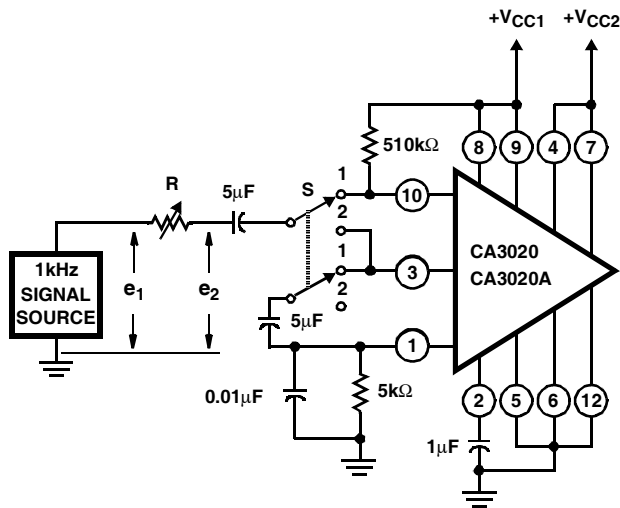 +VCC1
+VCC2
510kΩ
8
9
4
7
R
5µF
S
1
2
1
2
10
3
1
CA3020
CA3020A
1kHz
SIGNAL
SOURCE
e1
e2
5µF
0.01µF
5kΩ
2
5
6
12
1µF